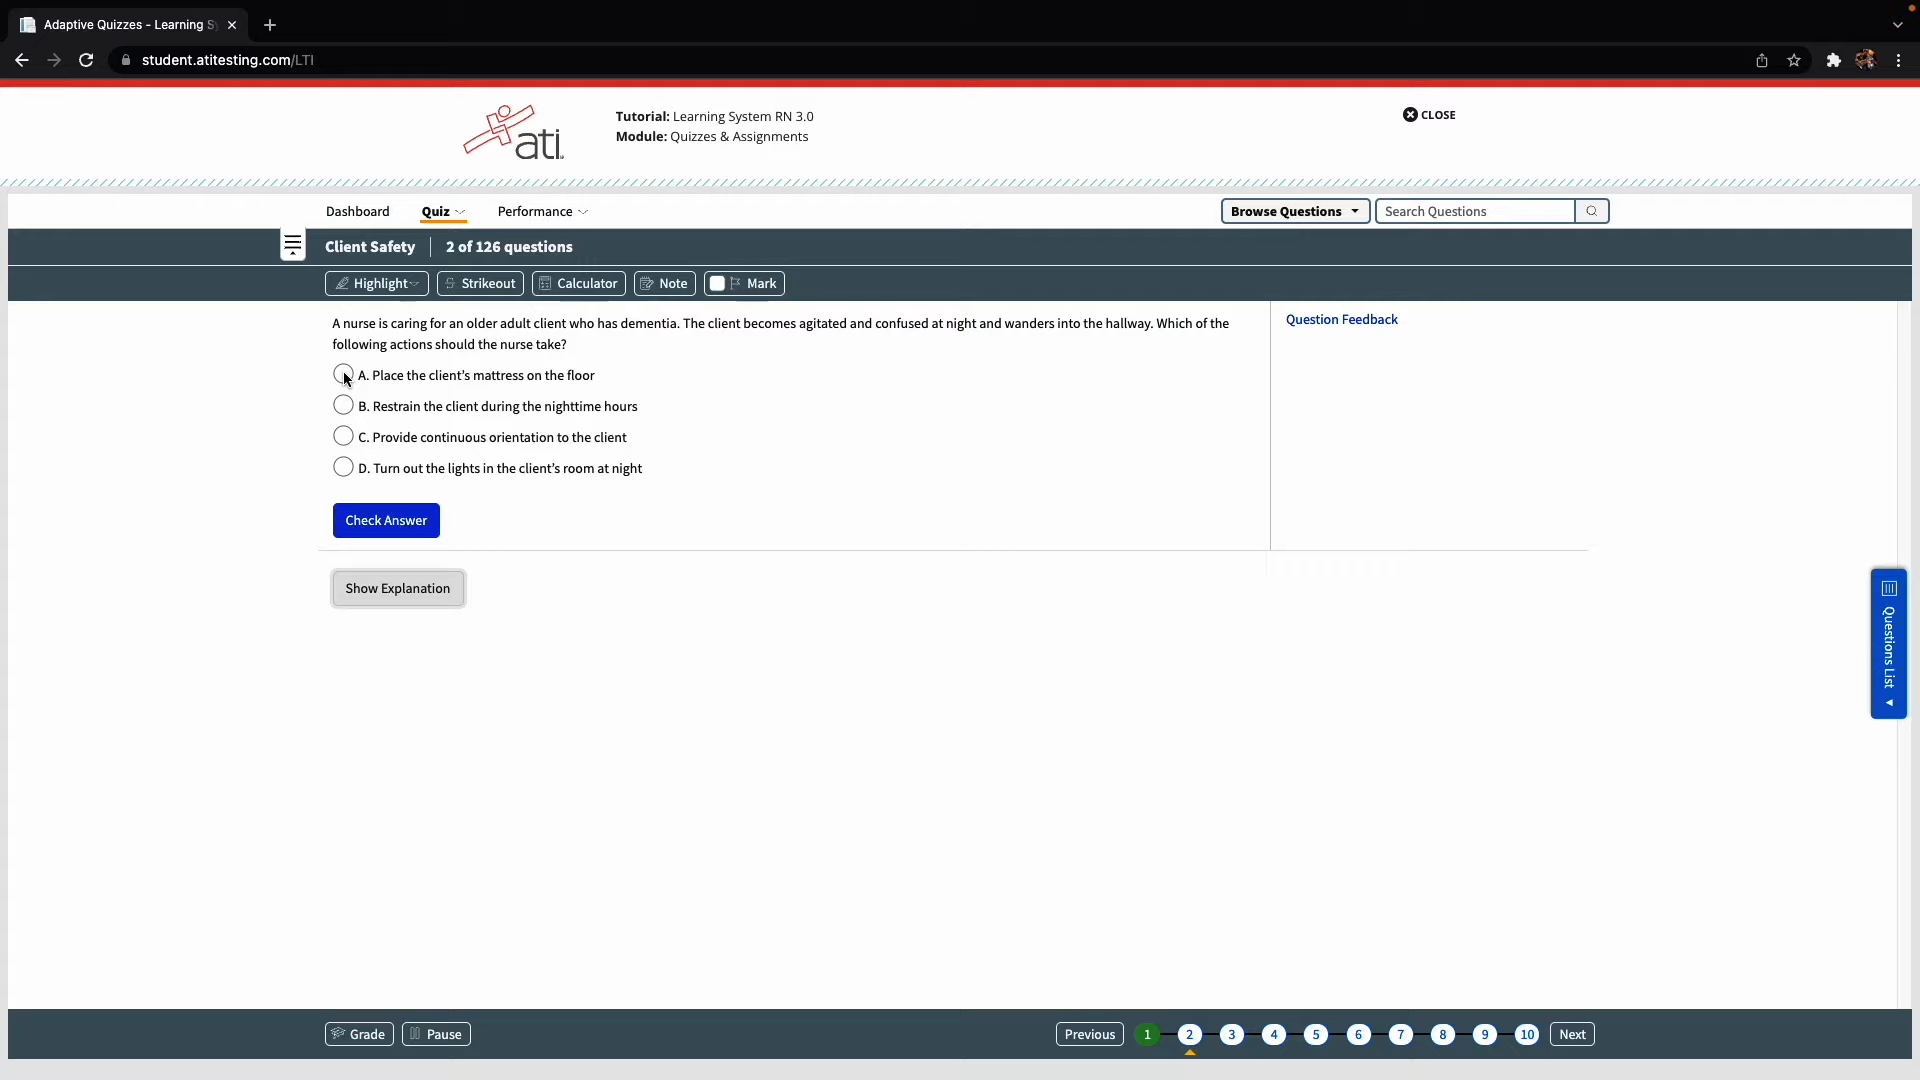 Adaptive Quizzes - Learning S
student.atitesting.com/LTI
ati
Tutorial: Learning System RN 3.0
Module: Quizzes & Assignments
CLOSE
Dashboard
Quiz
Performance
Browse Questions
Search Questions
Client Safety
2 of 126 questions
Highlight
Strikeout
Calculator
Note
Mark
A nurse is caring for an older adult client who has dementia. The client becomes agitated and confused at night and wanders into the hallway. Which of the
following actions should the nurse take?
A. Place the client’s mattress on the floor
B. Restrain the client during the nighttime hours
C. Provide continuous orientation to the client
D. Turn out the lights in the client’s room at night
Check Answer
Question Feedback
Show Explanation
Questions List
Grade
Pause
Previous
1 2 3 4 5 6 7 8 9 10
Next